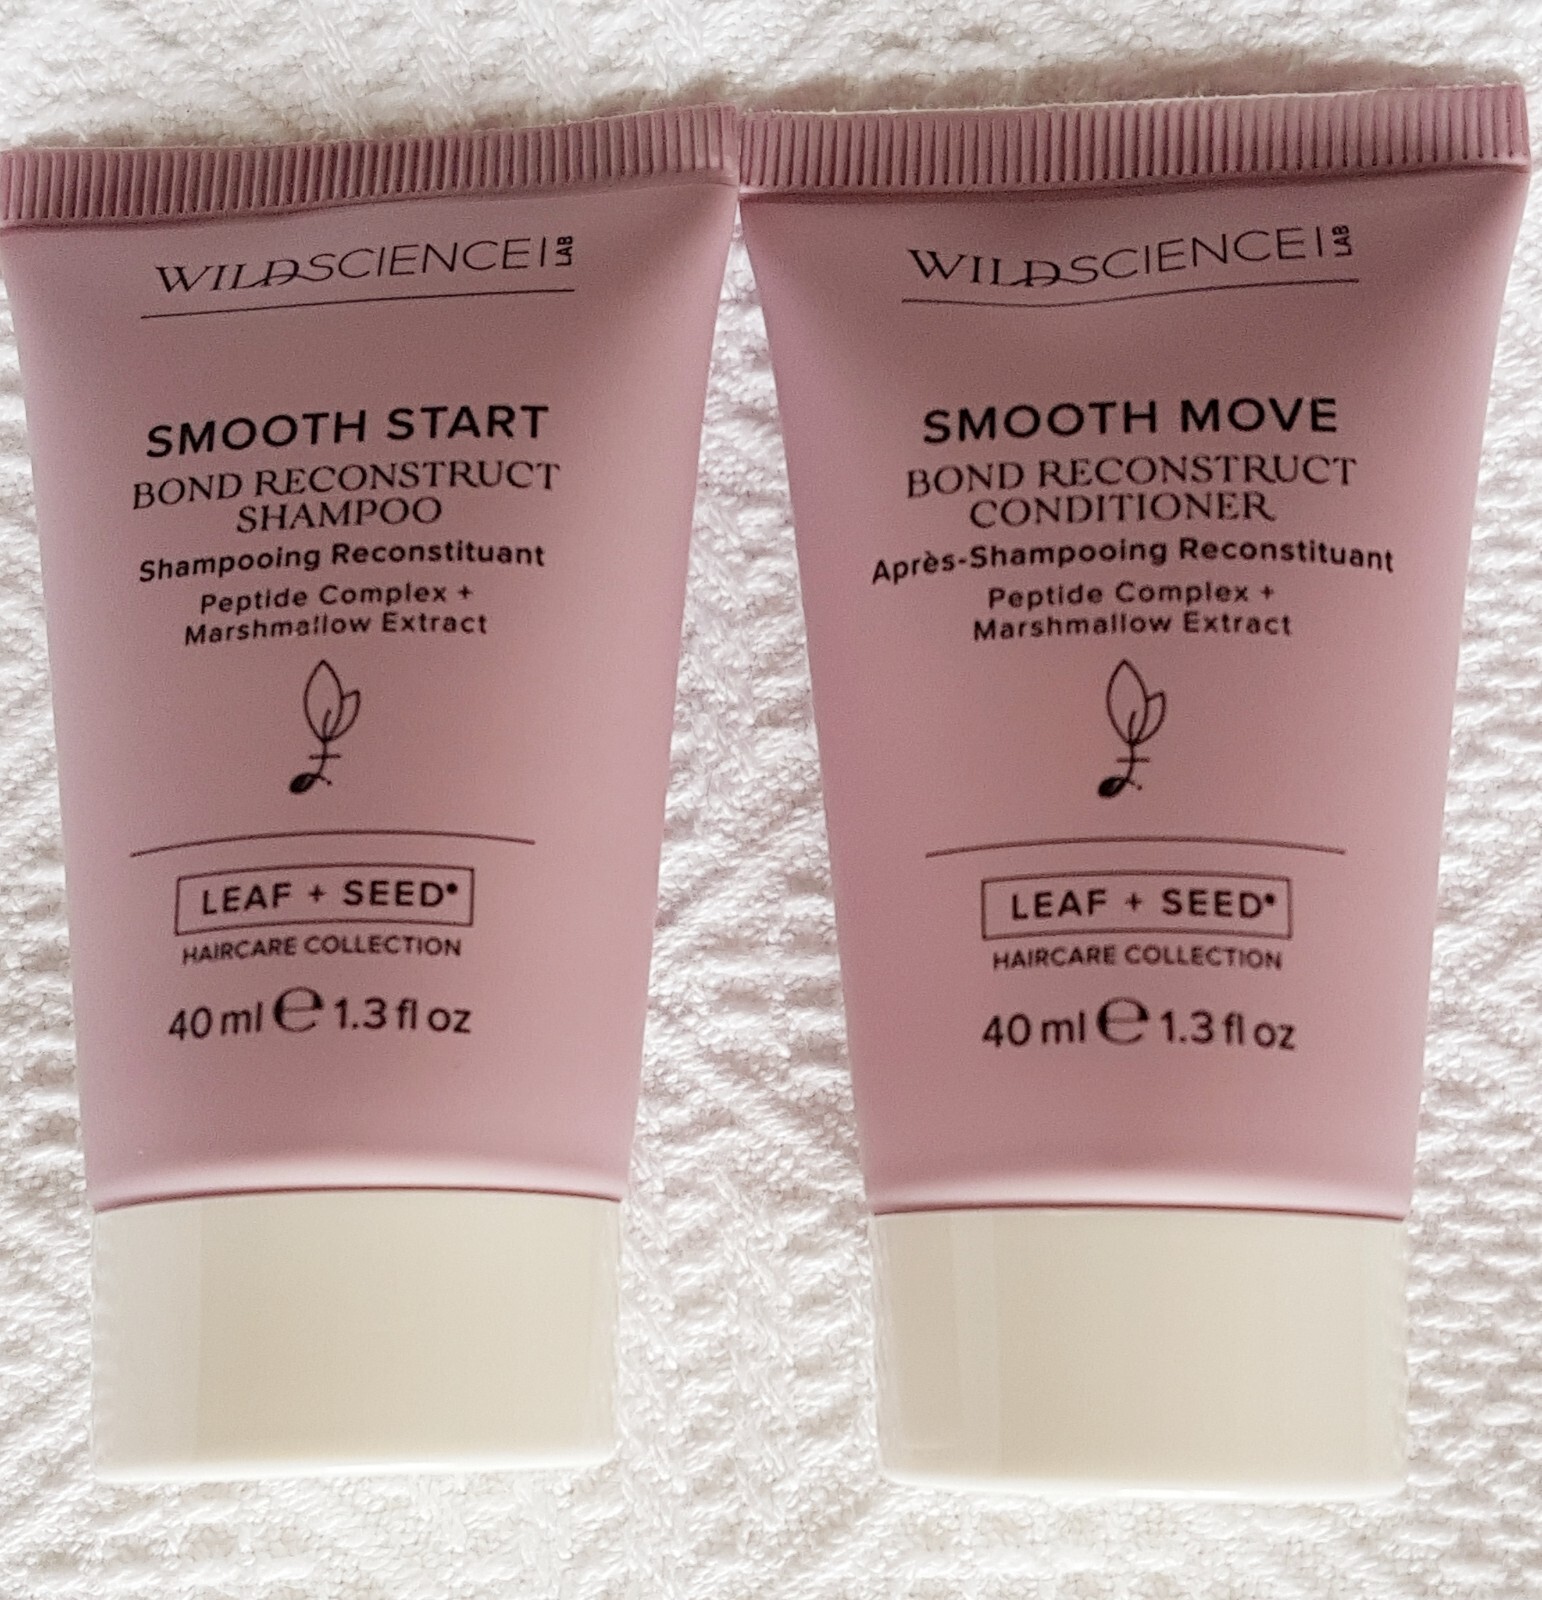 WILDSCIENCE|LAB
SMOOTH START
BOND RECONSTRUCT
SHAMPOO
Shampooing Reconstituant
Peptide Complex +
Marshmallow Extract
LEAF + SEED®
HAIRCARE COLLECTION
40 ml ℮ 1.3 fl oz
WILDSCIENCE|LAB
SMOOTH MOVE
BOND RECONSTRUCT
CONDITIONER
Après-Shampooing Reconstituant
Peptide Complex +
Marshmallow Extract
LEAF + SEED®
HAIRCARE COLLECTION
40 ml ℮ 1.3 fl oz